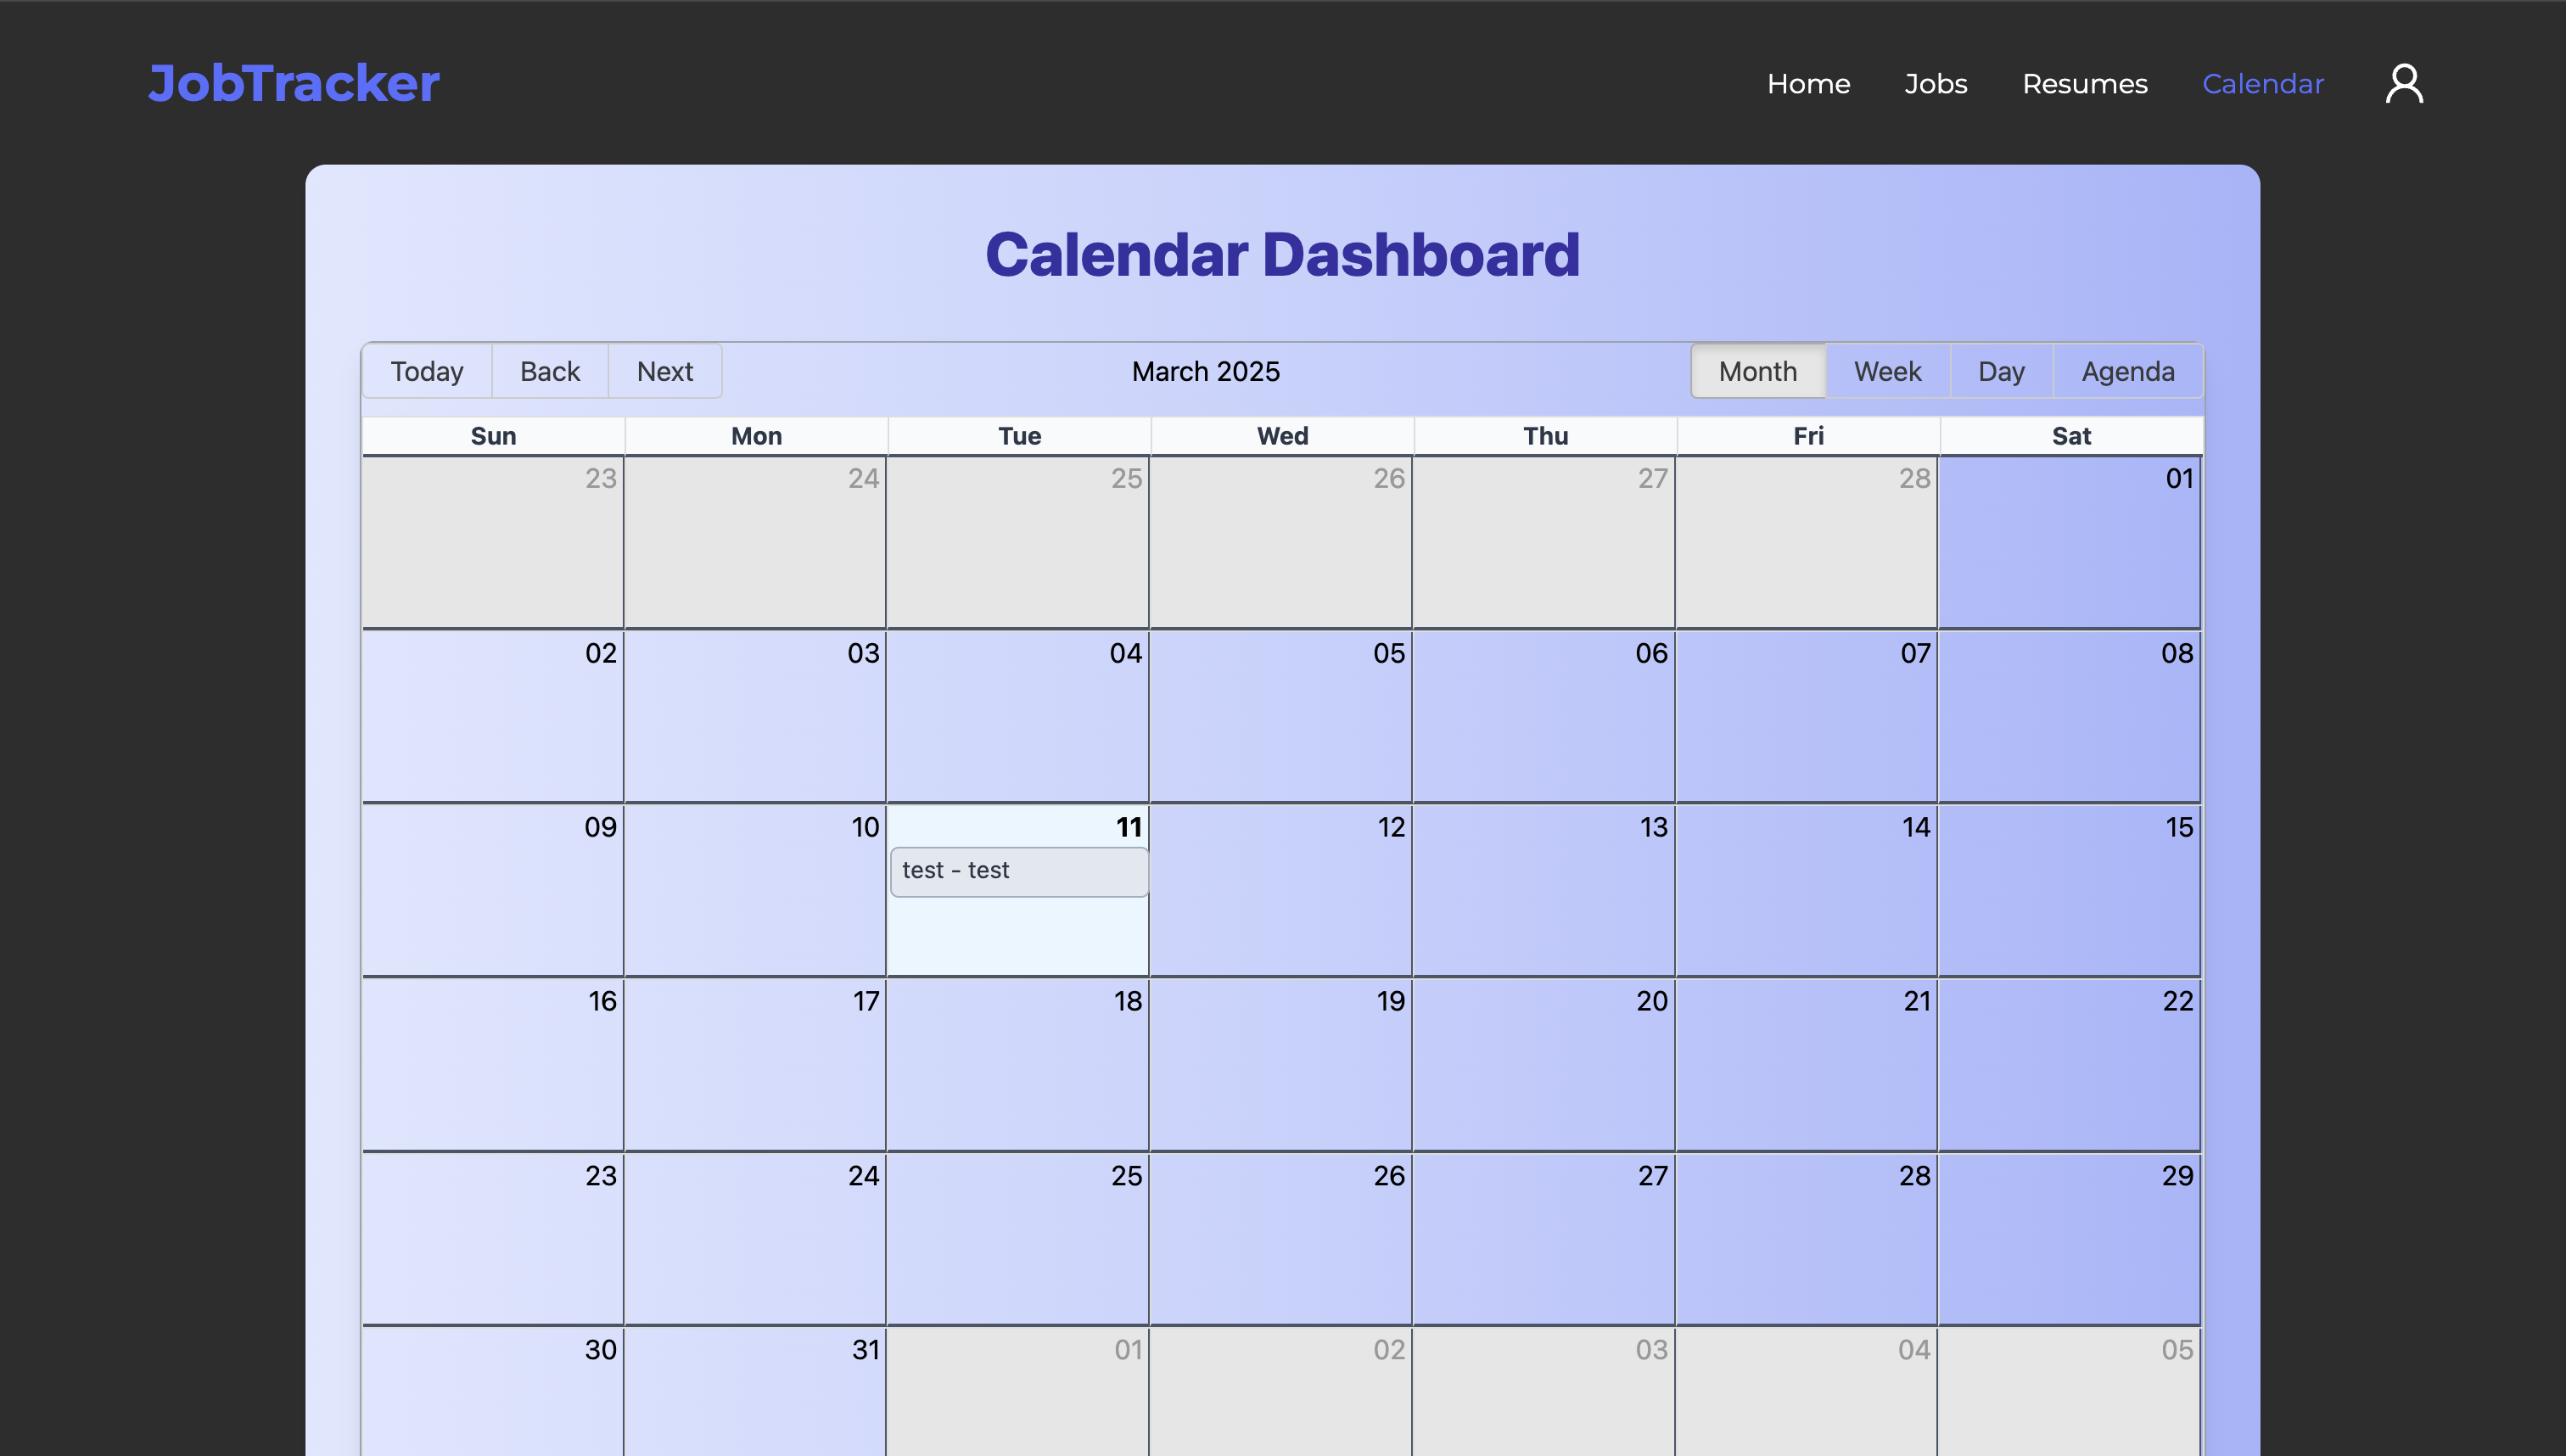 JobTracker Home Jobs Resumes Calendar
Calendar Dashboard
Today Back Next March 2025 Month Week Day Agenda
Sun Mon Tue Wed Thu Fri Sat
23 24 25 26 27 28 01
02 03 04 05 06 07 08
09 10 11 12 13 14 15
test - test
16 17 18 19 20 21 22
23 24 25 26 27 28 29
30 31 01 02 03 04 05